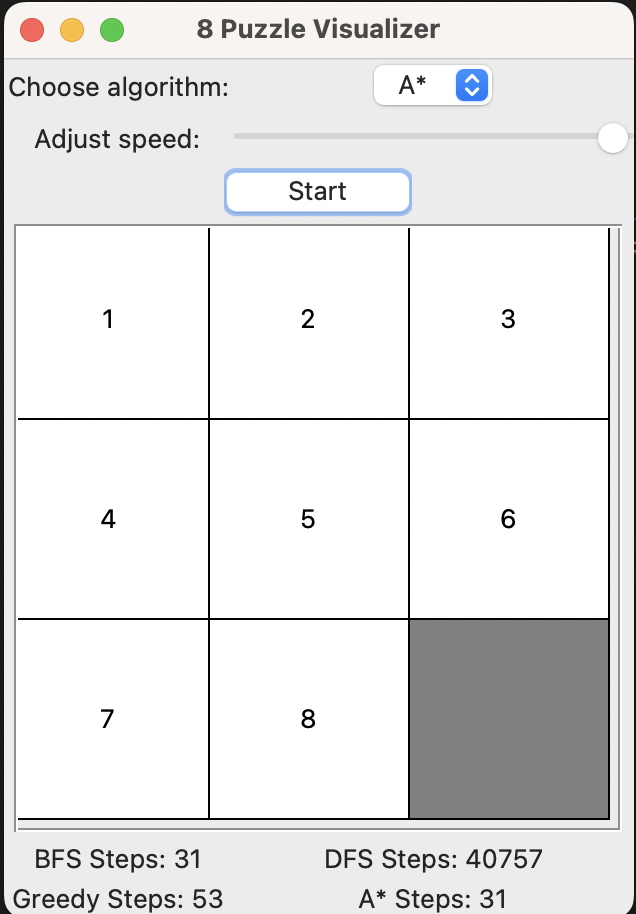 8 Puzzle Visualizer
Choose algorithm: A*
Adjust speed:
Start
1 2 3
4 5 6
7 8
BFS Steps: 31 DFS Steps: 40757
Greedy Steps: 53 A* Steps: 31